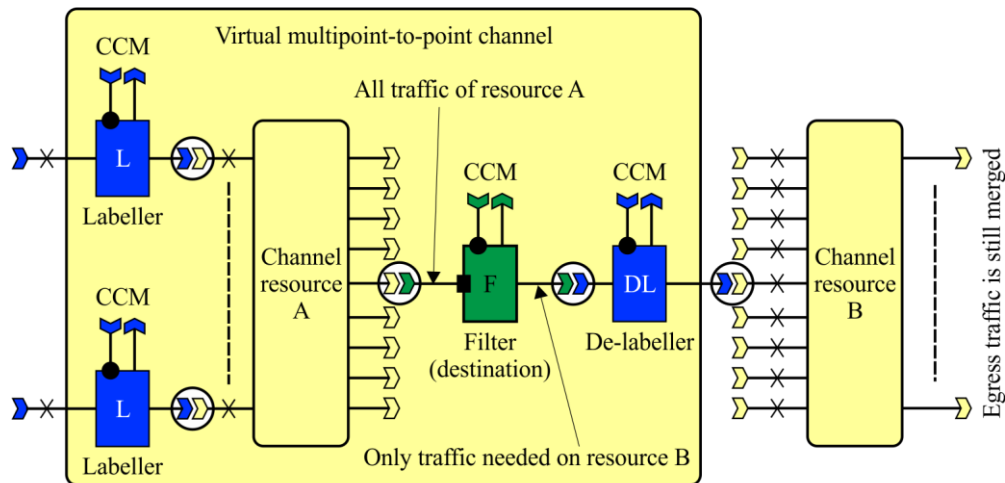 Virtual multipoint-to-point channel
CCM
All traffic of resource A
L
Labeller
CCM
CCM
Channel
resource
A
F
DL
Channel
resource
B
Filter
(destination)
De-labeller
CCM
L
Labeller
Only traffic needed on resource B
Egress traffic is still merged